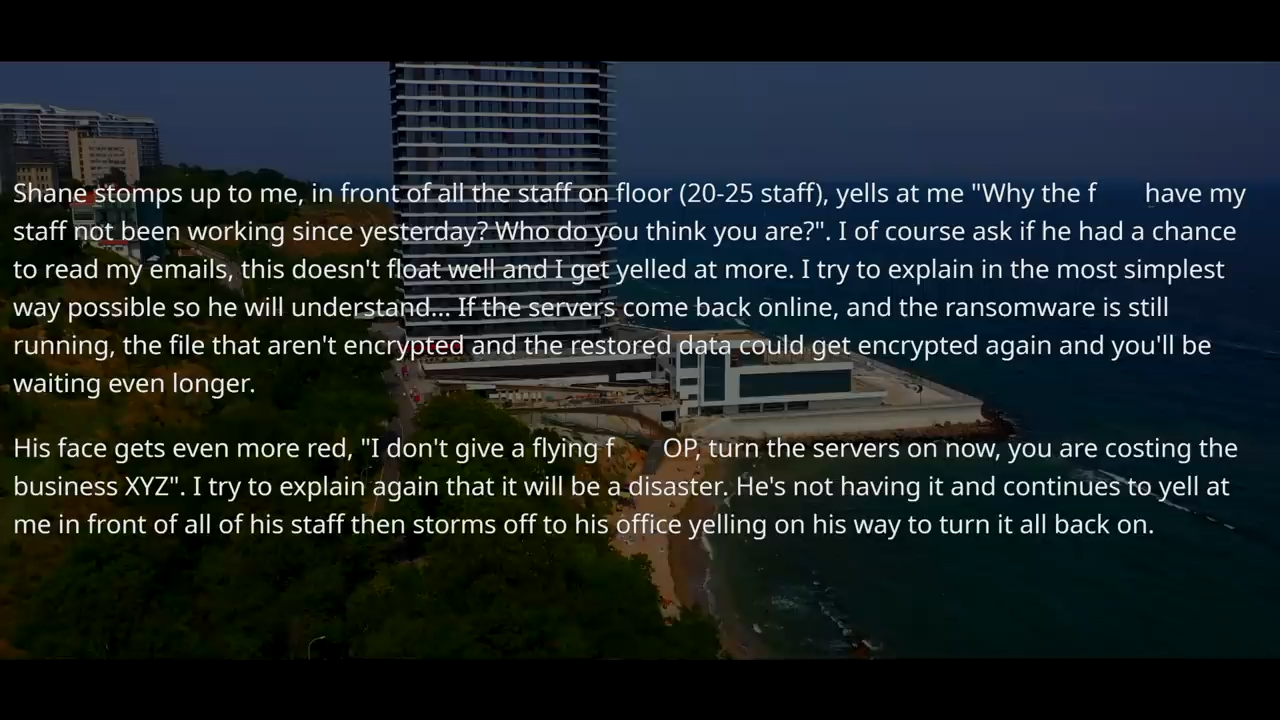 Shane stomps up to me, in front of all the staff on floor (20-25 staff), yells at me "Why the f have my
staff not been working since yesterday? Who do you think you are?". I of course ask if he had a chance
to read my emails, this doesn't float well and I get yelled at more. I try to explain in the most simplest
way possible so he will understand... If the servers come back online, and the ransomware is still
running, the file that aren't encrypted and the restored data could get encrypted again and you'll be
waiting even longer.
His face gets even more red, "I don't give a flying f OP, turn the servers on now, you are costing the
business XYZ". I try to explain again that it will be a disaster. He's not having it and continues to yell at
me in front of all of his staff then storms off to his office yelling on his way to turn it all back on.